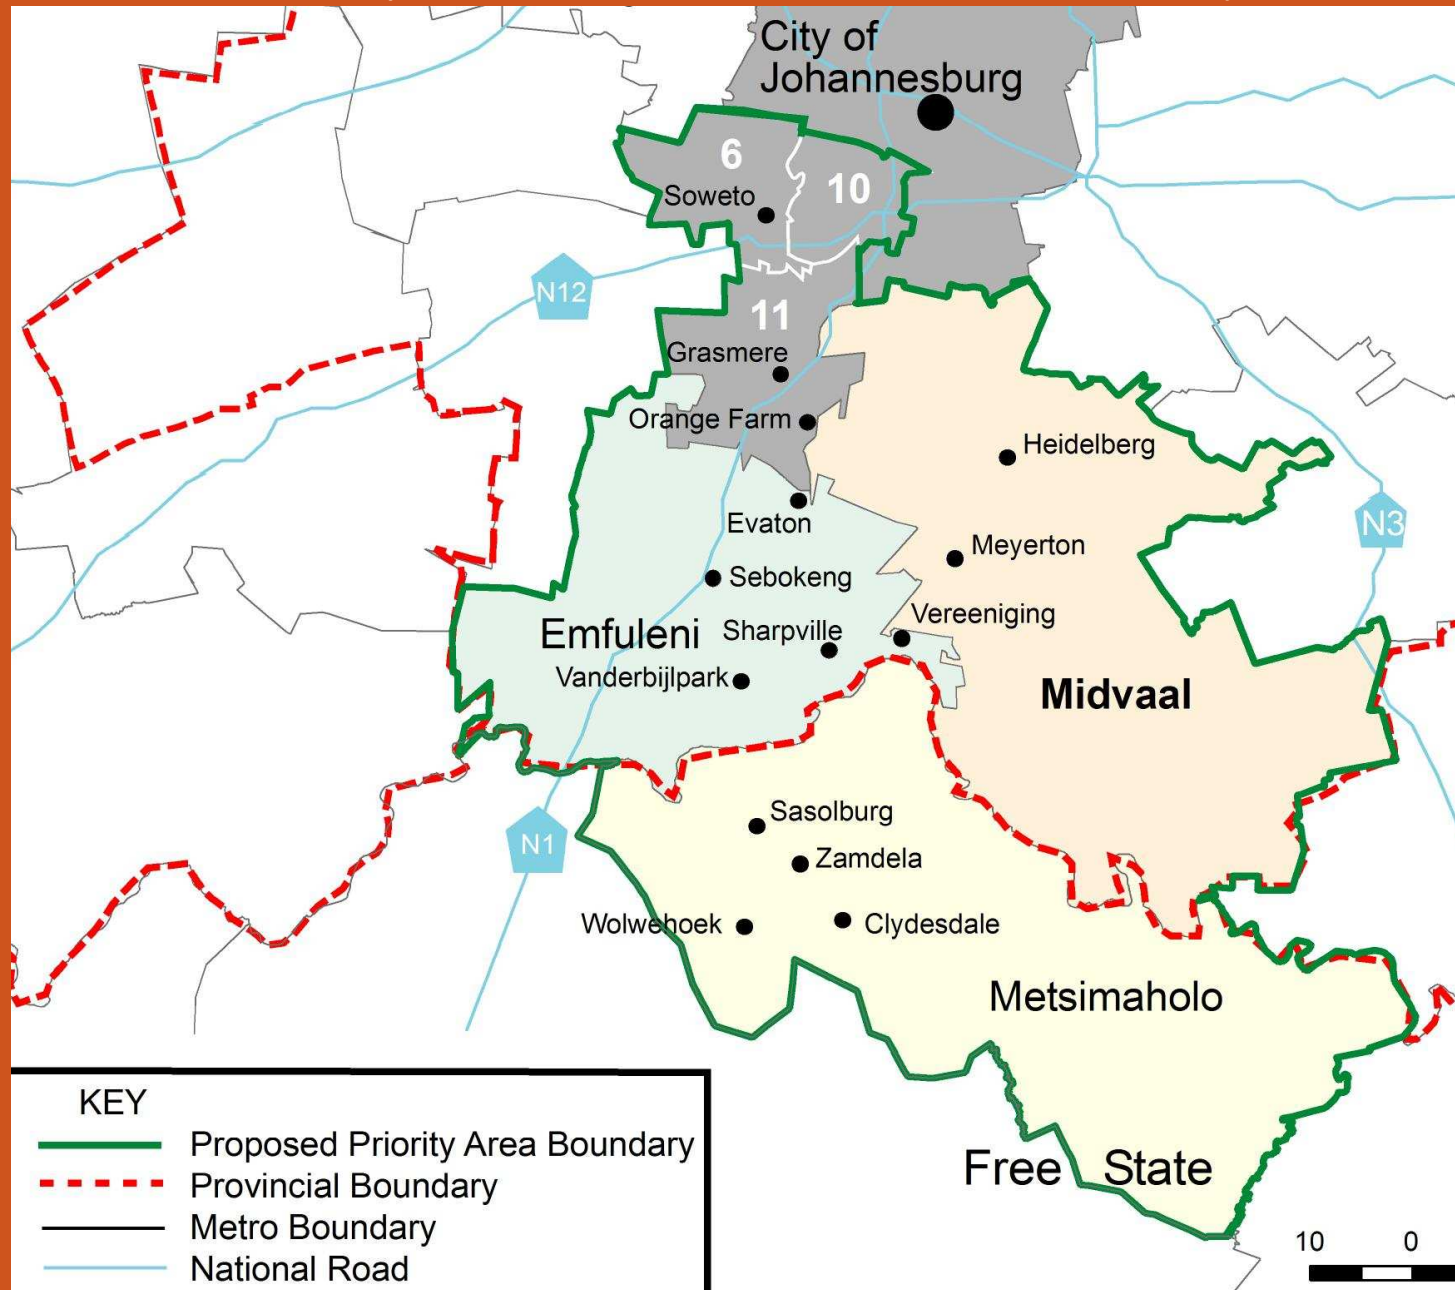 City of
Johannesburg
6
10
Soweto
N12
11
Grasmere
Orange Farm
Heidelberg
Evaton
N3
Meyerton
Sebokeng
Vereeniging
Emfuleni
Sharpville
Vanderbijlpark
Midvaal
Sasolburg
N1
Zamdela
Wolwehoek
Clydesdale
Metsimaholo
Free State
KEY
Proposed Priority Area Boundary
Provincial Boundary
Metro Boundary
National Road
10 0